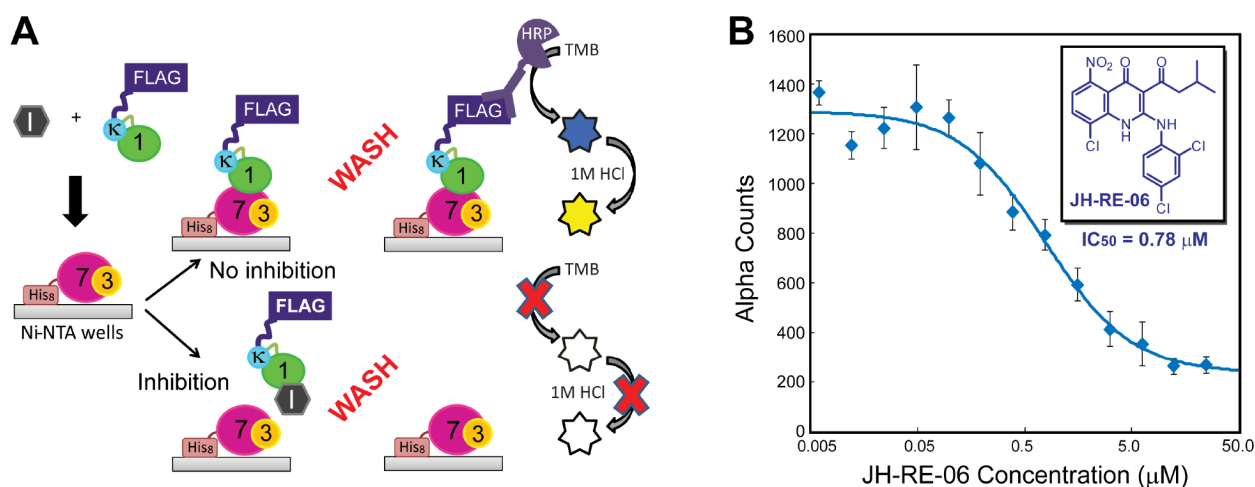 A
I
+
FLAG
κ
1
His8
7
3
Ni-NTA wells
FLAG
κ
1
His8
7
3
No inhibition
WASH
HRP
TMB
FLAG
κ
1
His8
7
3
1M HCl
Inhibition
FLAG
κ
1
I
His8
7
3
WASH
His8
7
3
TMB
1M HCl
B
Alpha Counts
1600
1400
1200
1000
800
600
400
200
0
0.005
0.05
0.5
5.0
50.0
JH-RE-06 Concentration (μM)
NO2
O
O
Cl
NH
NH
Cl
Cl
JH-RE-06
IC50 = 0.78 μM